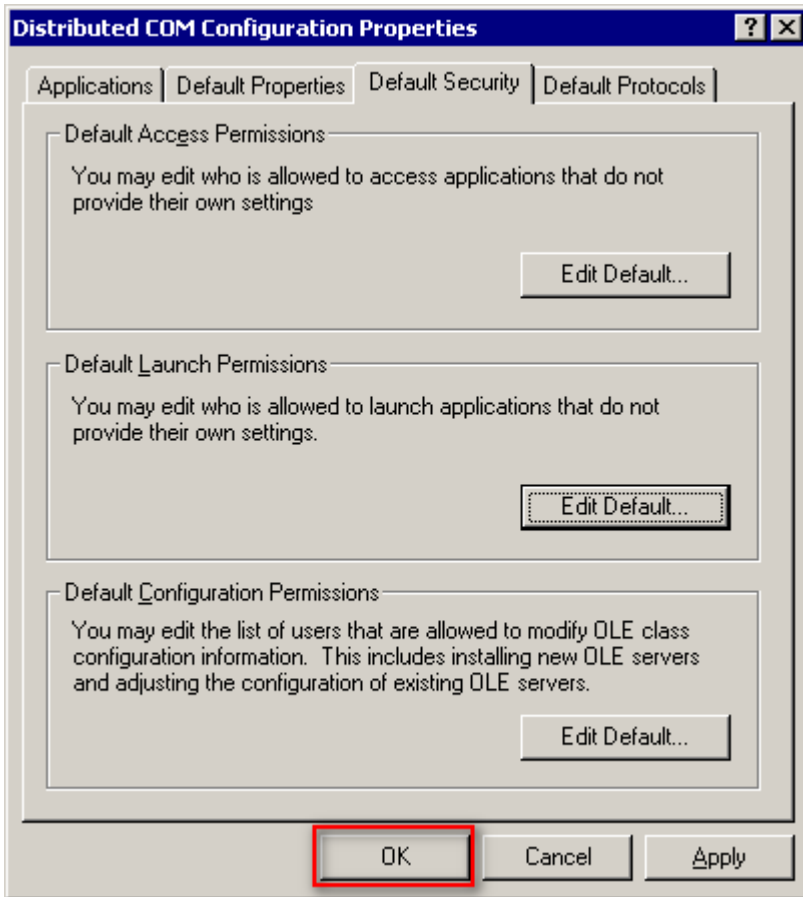 Distributed COM Configuration Properties
Applications
Default Properties
Default Security
Default Protocols
Default Access Permissions
You may edit who is allowed to access applications that do not
provide their own settings
Edit Default...
Default Launch Permissions
You may edit who is allowed to launch applications that do not
provide their own settings.
Edit Default...
Default Configuration Permissions
You may edit the list of users that are allowed to modify OLE class
configuration information.  This includes installing new OLE servers
and adjusting the configuration of existing OLE servers.
Edit Default...
OK
Cancel
Apply